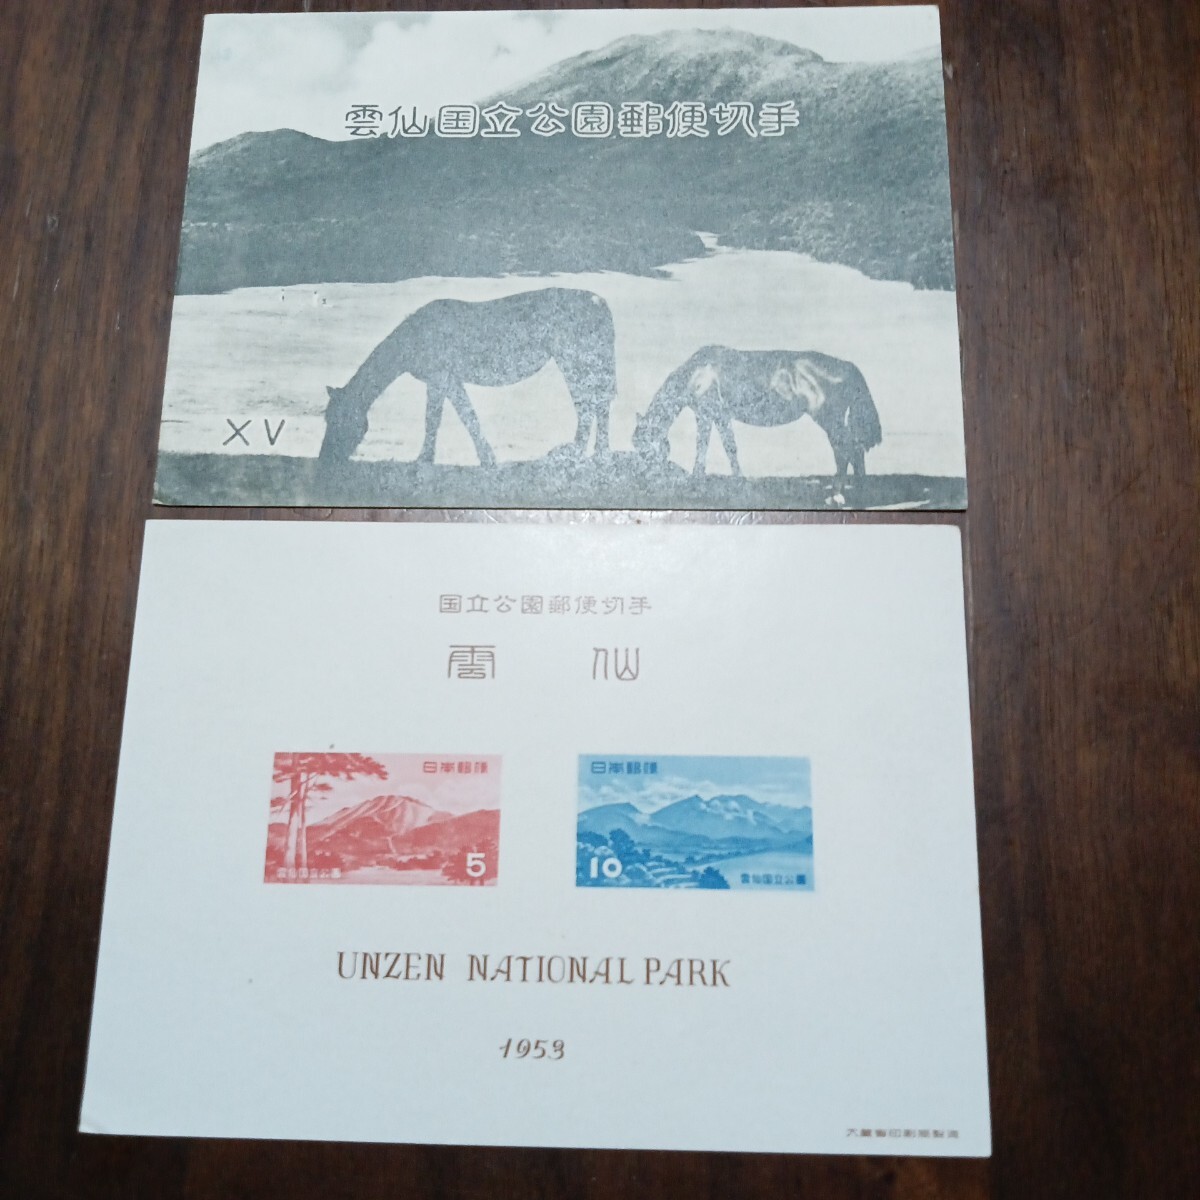 雲仙国立公園郵便切手
XV
国立公園郵便切手
雲仙
日本郵便
5
雲仙国立公園
日本郵便
10
雲仙国立公園
UNZEN NATIONAL PARK
1953
大蔵省印刷局製造